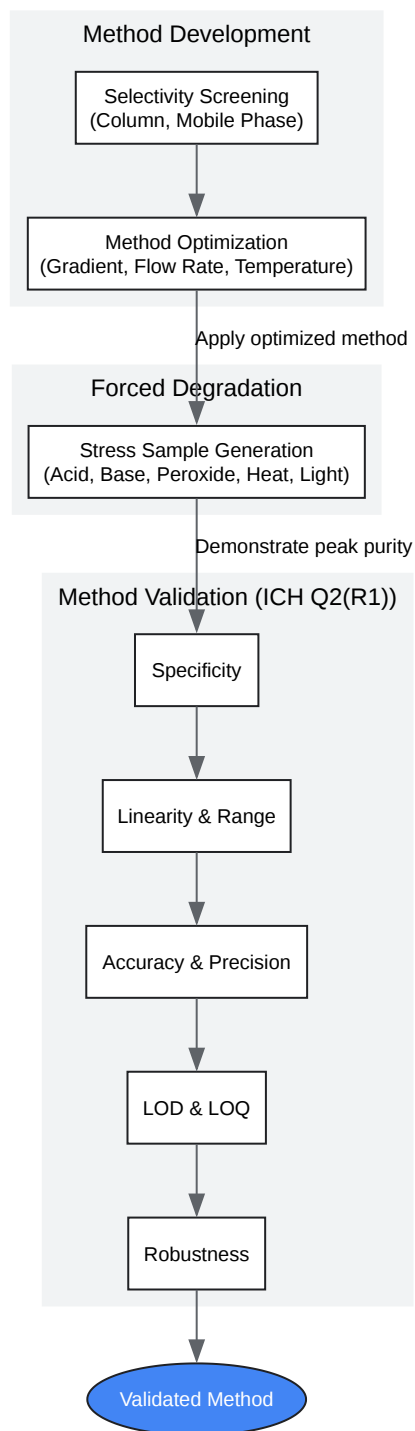 Method Development
Selectivity Screening
(Column, Mobile Phase)
Method Optimization
(Gradient, Flow Rate, Temperature)
Apply optimized method
Forced Degradation
Stress Sample Generation
(Acid, Base, Peroxide, Heat, Light)
Demonstrate peak purity
Method Validation (ICH Q2(R1))
Specificity
Linearity & Range
Accuracy & Precision
LOD & LOQ
Robustness
Validated Method